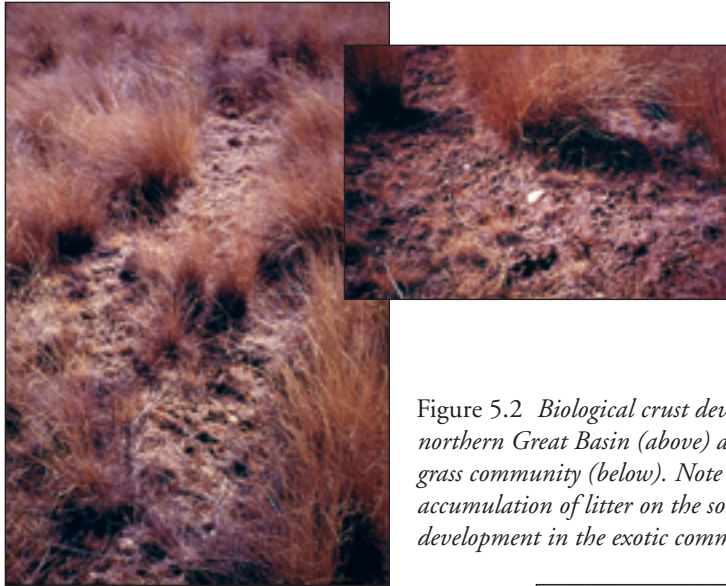 Figure 5.2 Biological crust
northern Great Basin (above)
grass community (below). Note
accumulation of litter on the
development in the exotic